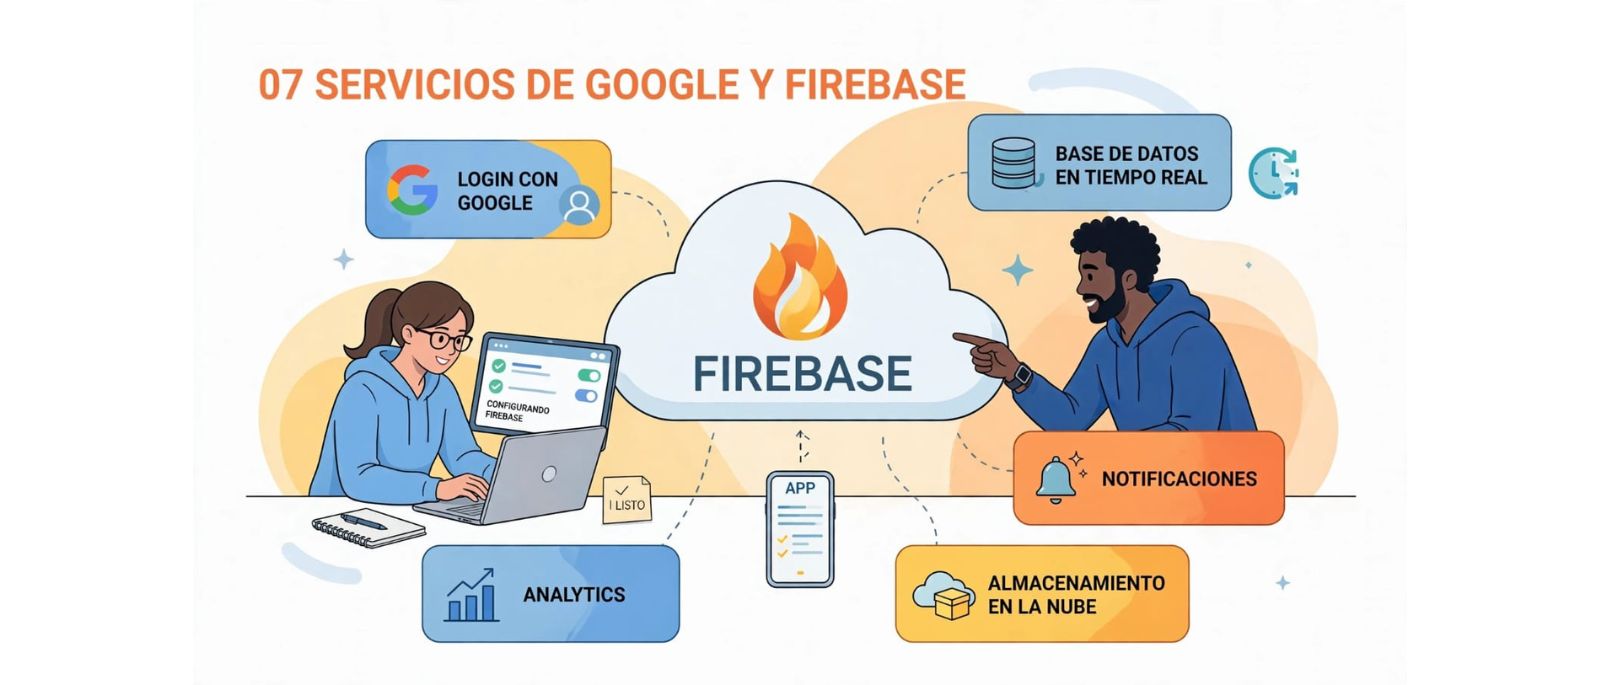 07 SERVICIOS DE GOOGLE Y FIREBASE
LOGIN CON
GOOGLE
BASE DE DATOS
EN TIEMPO REAL
FIREBASE
CONFIGURANDO
FIREBASE
NOTIFICACIONES
APP
I LISTO
ANALYTICS
ALMACENAMIENTO
EN LA NUBE